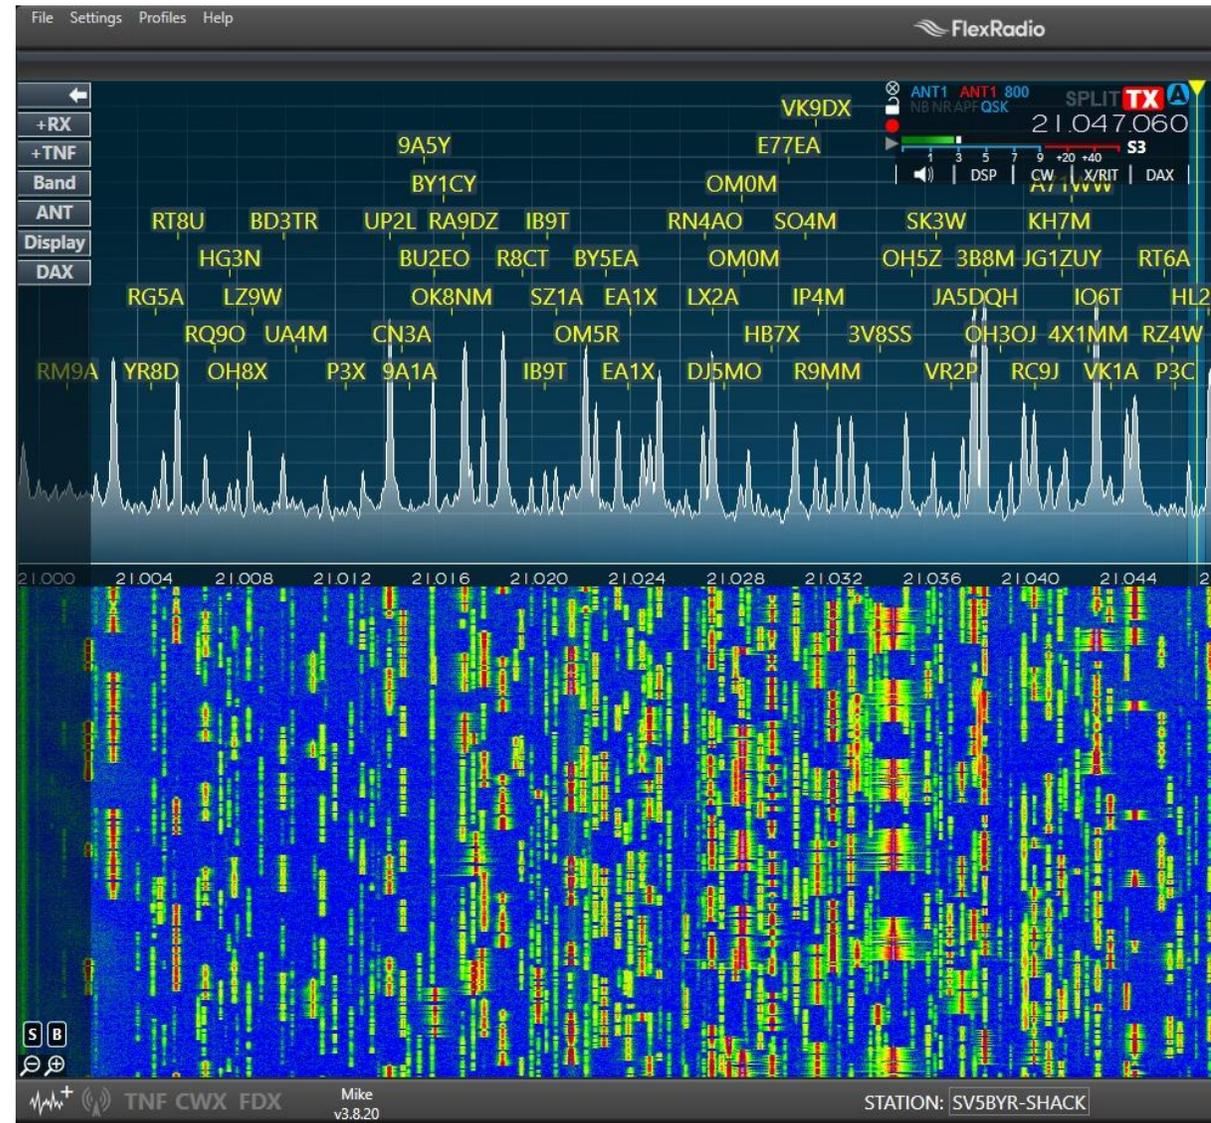 File Settings Profiles Help
FlexRadio
+RX
+TNF
Band
ANT
Display
DAX
ANT1 ANT1 800
NB NR APF QSK
SPLIT TX A
21.047.060
1 3 5 7 9 +20 +40 S3
DSP CW X/RIT DAX
VK9DX
9A5Y E77EA
BY1CY OM0M A71WW
RT8U BD3TR UP2L RA9DZ IB9T RN4AO SO4M SK3W KH7M
HG3N BU2EO R8CT BY5EA OM0M OH5Z 3B8M JG1ZUY RT6A
RG5A LZ9W OK8NM SZ1A EA1X LX2A IP4M JA5DQH IO6T HL2
RQ9O UA4M CN3A OM5R HB7X 3V8SS OH3OJ 4X1MM RZ4W
RM9A YR8D OH8X P3X 9A1A IB9T EA1X DJ5MO R9MM VR2P RC9J VK1A P3C
21.000 21.004 21.008 21.012 21.016 21.020 21.024 21.028 21.032 21.036 21.040 21.044 2
S B
TNF CWX FDX
Mike
v3.8.20
STATION: SV5BYR-SHACK